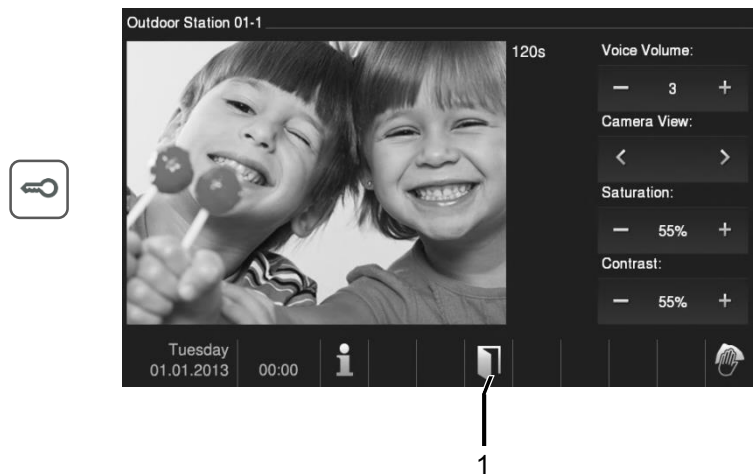 Outdoor Station 01-1
120s
Voice Volume:
3
Camera View:
Saturation:
55%
Contrast:
55%
Tuesday
01.01.2013
00:00
1